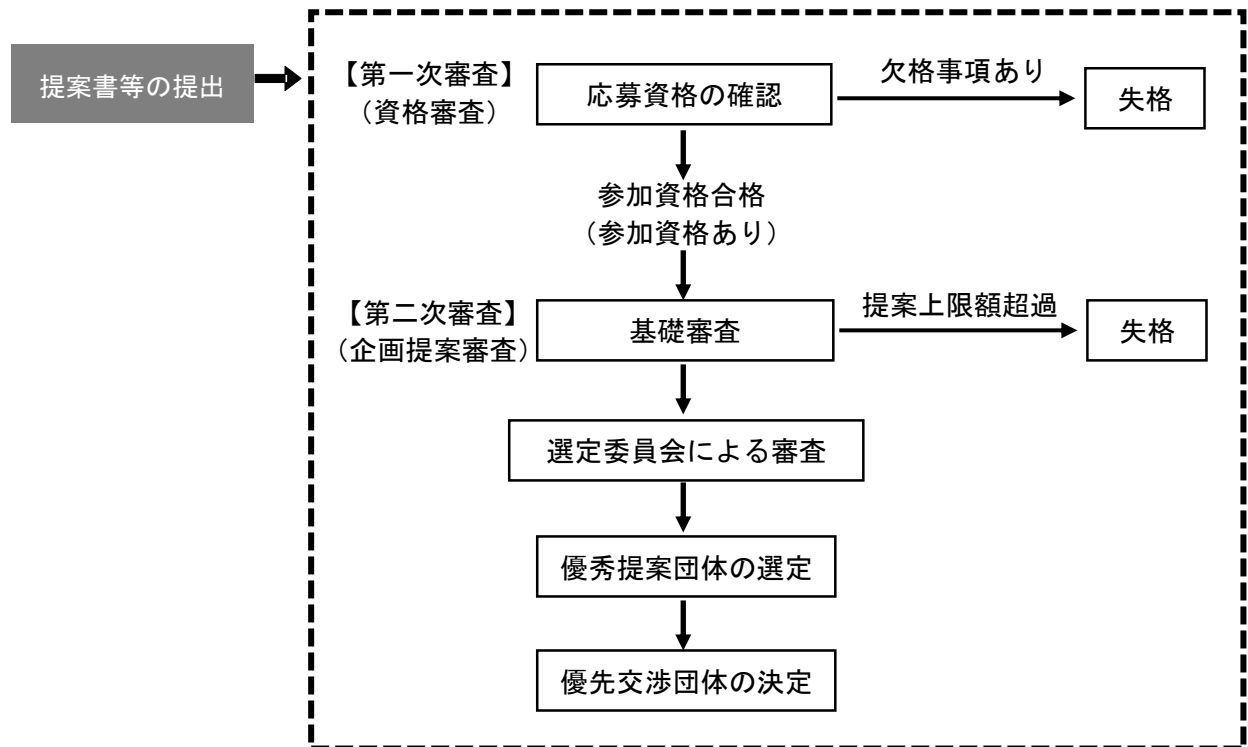 提案書等の提出
【第一次審査】
（資格審査）
応募資格の確認
欠格事項あり
失格
参加資格合格
（参加資格あり）
【第二次審査】
（企画提案審査）
基礎審査
提案上限額超過
失格
選定委員会による審査
優秀提案団体の選定
優先交渉団体の決定